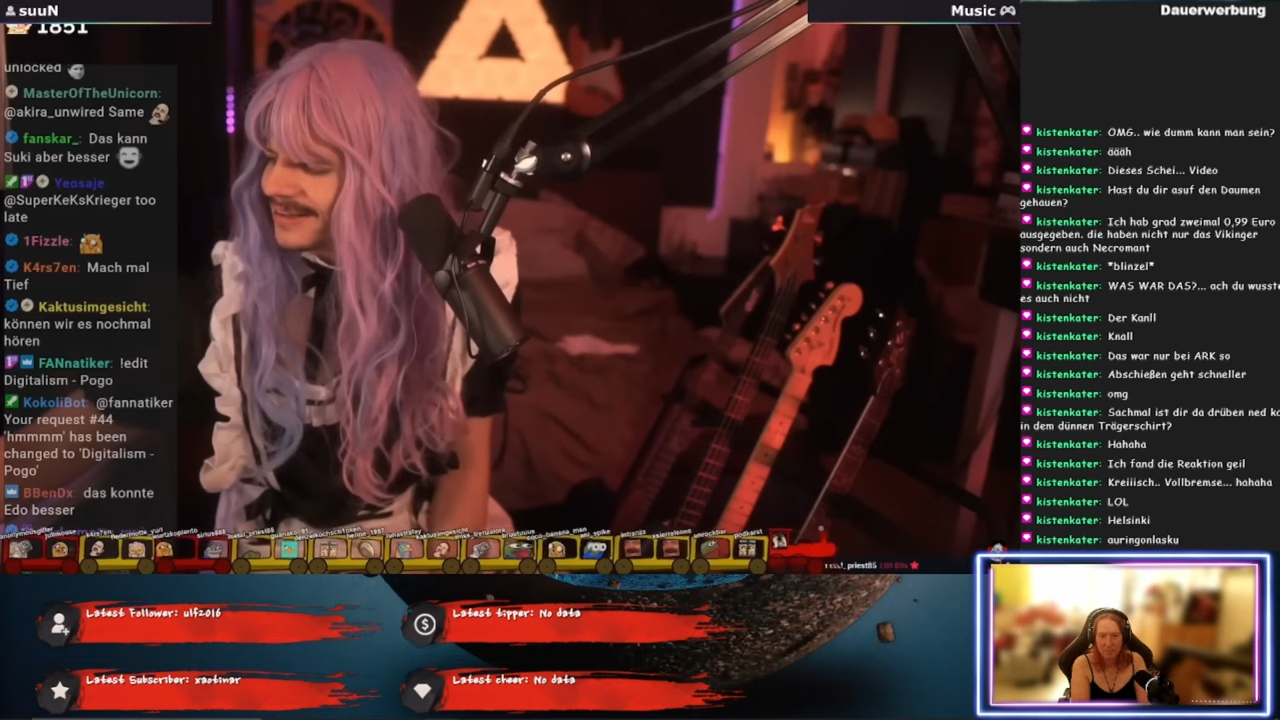 suuN
Music
Dauerwerbung
1851
unlocked
MasterOfTheUnicorn:
@akira_unwired Same
fanskar_: Das kann
Suki aber besser
Yeosaje:
@SuperKeKsKrieger too
late
1Fizzle:
K4rs7en: Mach mal
Tief
Kaktusimgesicht:
können wir es nochmal
hören
FANnatiker: !edit
Digitalism - Pogo
KokoliBot: @fannatiker
Your request #44
'hmmmm' has been
changed to 'Digitalism -
Pogo'
BBenDx: das konnte
Edo besser
kistenkater: OMG.. wie dumm kann man sein?
kistenkater: äääh
kistenkater: Dieses Schei... Video
kistenkater: Hast du dir asuf den Daumen
gehauen?
kistenkater: Ich hab grad zweimal 0,99 Euro
ausgegeben. die haben nicht nur das Vikinger
sondern auch Necromant
kistenkater: *blinzel*
kistenkater: WAS WAR DAS?... ach du wusste
es auch nicht
kistenkater: Der Kanll
kistenkater: Knall
kistenkater: Das war nur bei ARK so
kistenkater: Abschießen geht schneller
kistenkater: omg
kistenkater: Sachmal ist dir da drüben ned
in dem dünnen Trägerschirt?
kistenkater: Hahaha
kistenkater: Ich fand die Reaktion geil
kistenkater: Kreiiisch.. Vollbremse... hahaha
kistenkater: LOL
kistenkater: Helsinki
kistenkater: auringonlasku
100 Bits
Latest Follower: ulf2016
Latest tipper: No data
Latest Subscriber: xaotinar
Latest cheer: No data